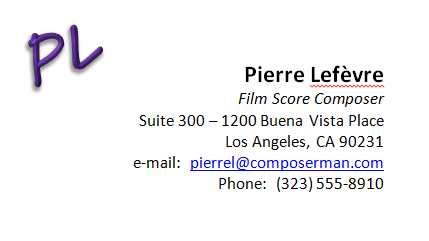 PL
Pierre Lefèvre
Film Score Composer
Suite 300 – 1200 Buena Vista Place
Los Angeles, CA 90231
e-mail: pierrel@composerman.com
Phone: (323) 555-8910